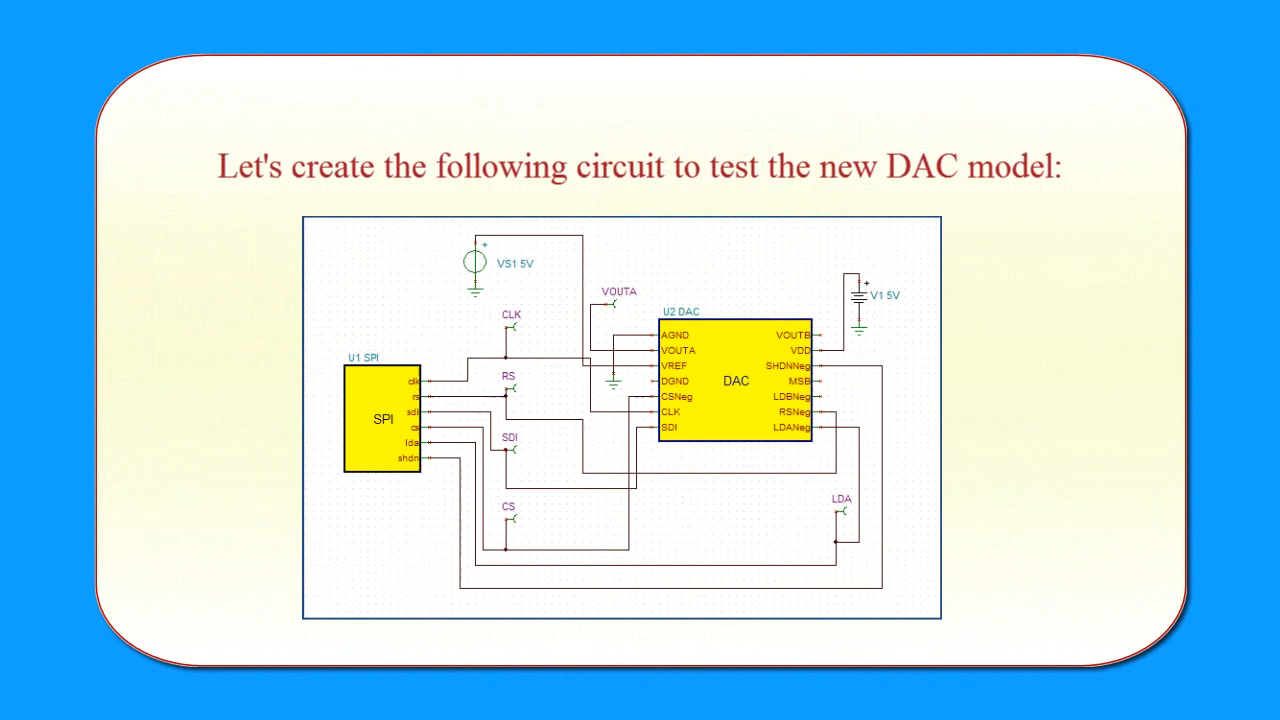 Let's create the following circuit to test the new DAC model:
VS1 5V
VOUTA
V1 5V
CLK
U2 DAC
AGND
VOUTB
VOUTA
VDD
U1 SPI
VREF
SHDNNeg
RS
clk
DGND
DAC
MSB
rs
CSNeg
LDBNeg
sdi
SPI
CLK
RSNeg
cs
SDI
LDANeg
SDI
lda
shdn
LDA
CS